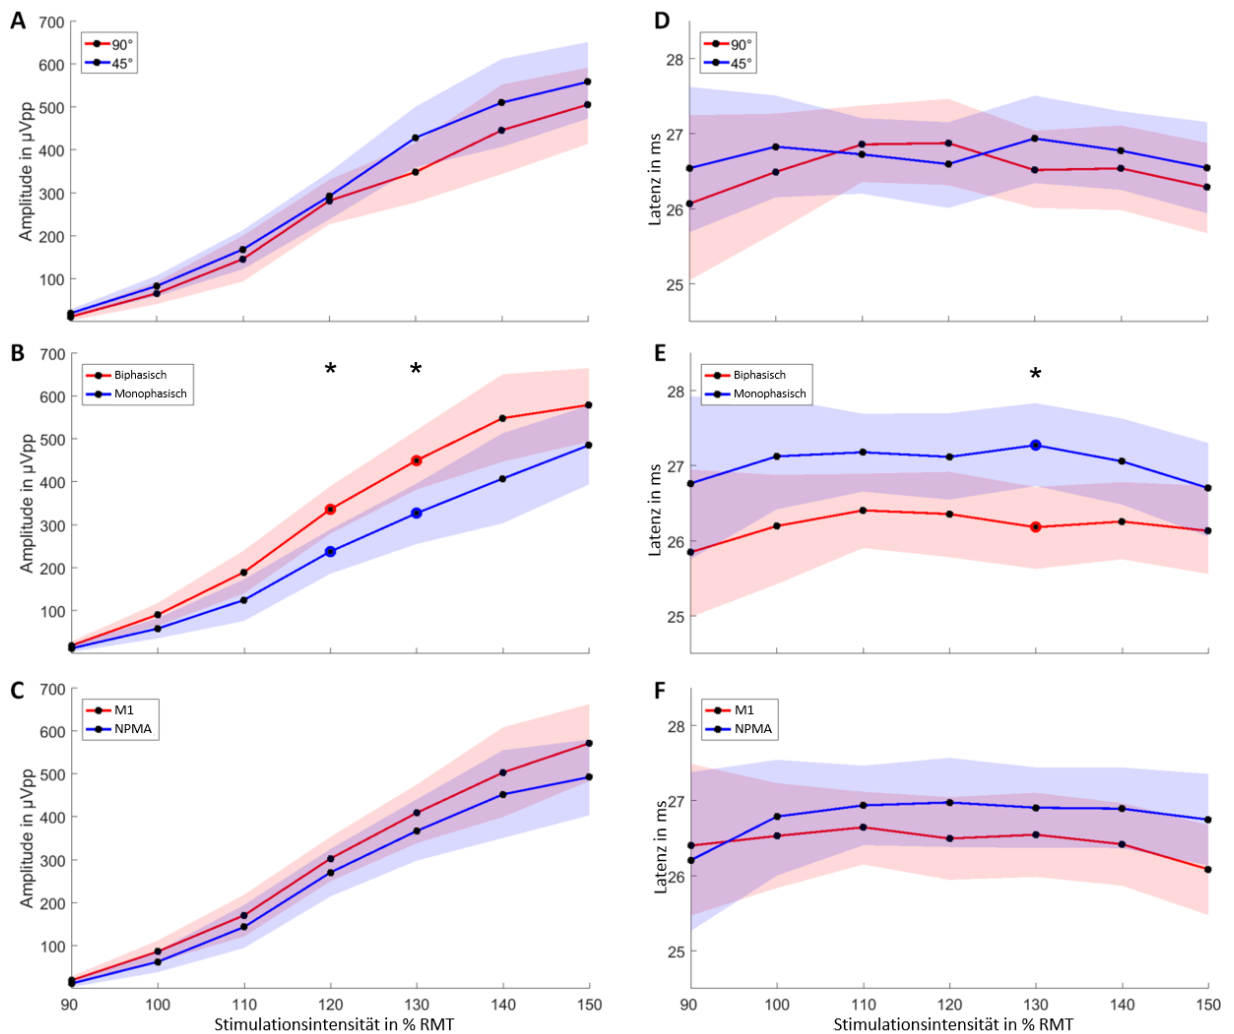 A
700
600
500
400
300
200
100
Amplitude in µVpp
90°
45°
D
28
27
26
25
Latenz in ms
90°
45°
B
700
600
500
400
300
200
100
Amplitude in µVpp
Biphasisch
Monophasisch
* *
E
28
27
26
25
Latenz in ms
Biphasisch
Monophasisch
*
C
700
600
500
400
300
200
100
Amplitude in µVpp
M1
NPMA
90 100 110 120 130 140 150
Stimulationsintensität in % RMT
F
28
27
26
25
Latenz in ms
M1
NPMA
90 100 110 120 130 140 150
Stimulationsintensität in % RMT